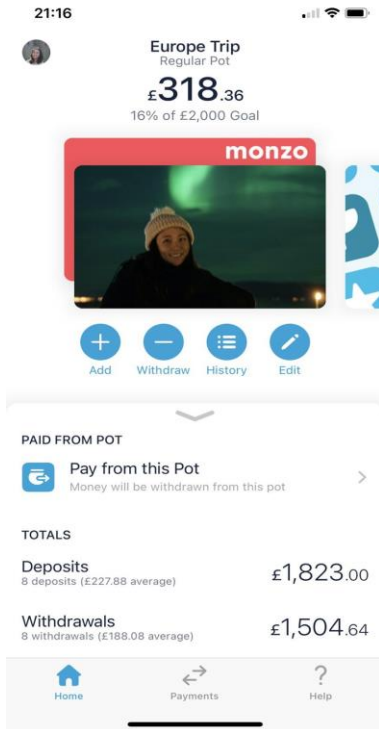 21:16
Europe Trip
Regular Pot
£318.36
16% of £2,000 Goal
monzo
Add Withdraw History Edit
PAID FROM POT
Pay from this Pot
Money will be withdrawn from this pot
TOTALS
Deposits
8 deposits (£227.88 average)
£1,823.00
Withdrawals
8 withdrawals (£188.08 average)
£1,504.64
Home Payments Help